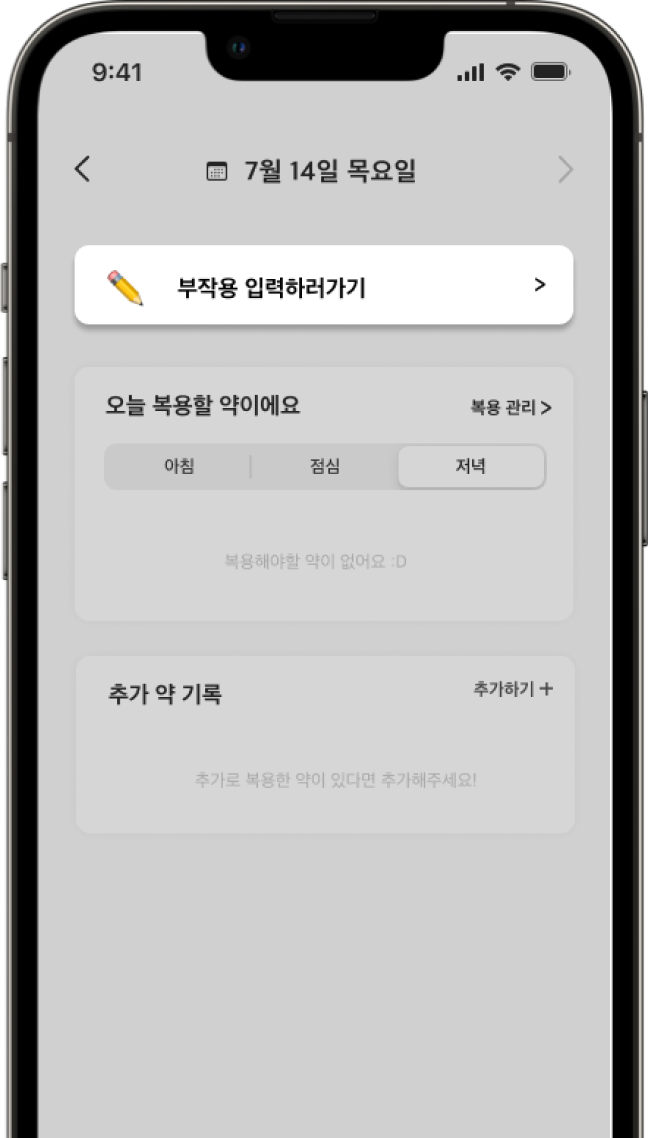 9:41
7월 14일 목요일
부작용 입력하러가기 >
오늘 복용할 약이에요
복용 관리 >
아침
점심
저녁
복용해야할 약이 없어요 :D
추가 약 기록
추가하기 +
추가로 복용한 약이 있다면 추가해주세요!